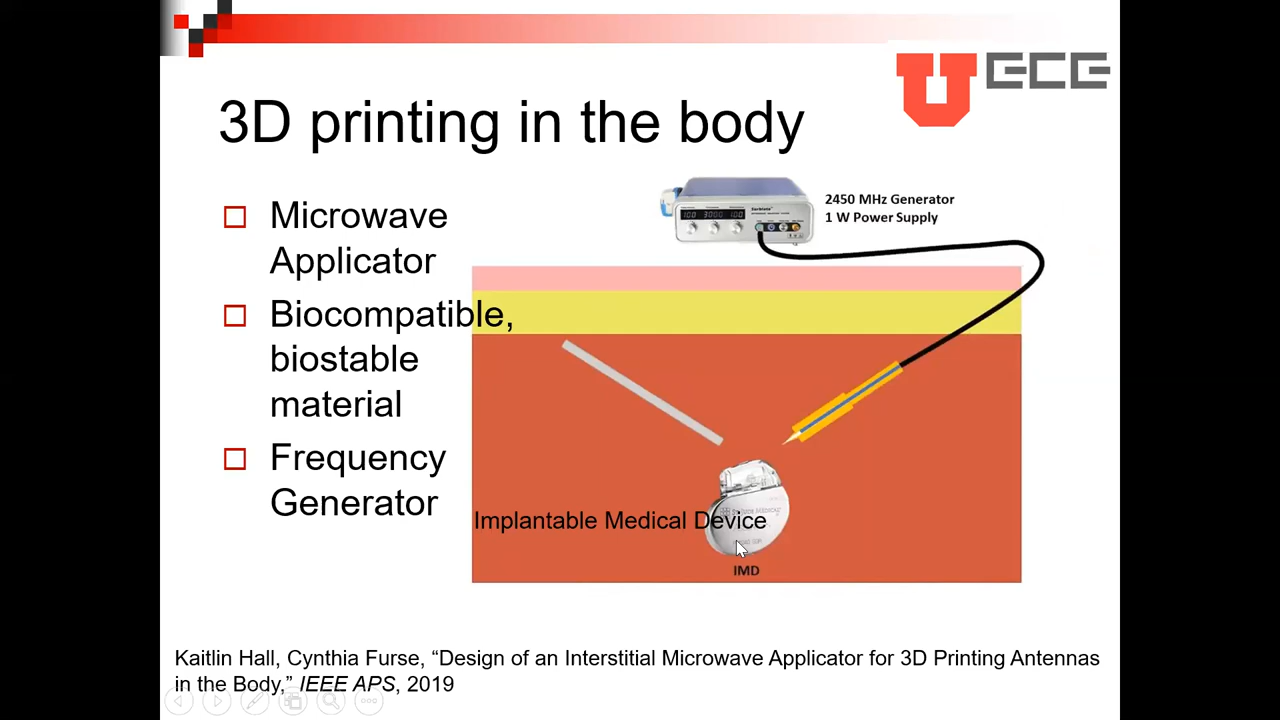 U ECE
3D printing in the body
Microwave
Applicator
Biocompatible,
biostable
material
Frequency
Generator
2450 MHz Generator
1 W Power Supply
Implantable Medical Device
IMD
Kaitlin Hall, Cynthia Furse, “Design of an Interstitial Microwave Applicator for 3D Printing Antennas
in the Body,” IEEE APS, 2019